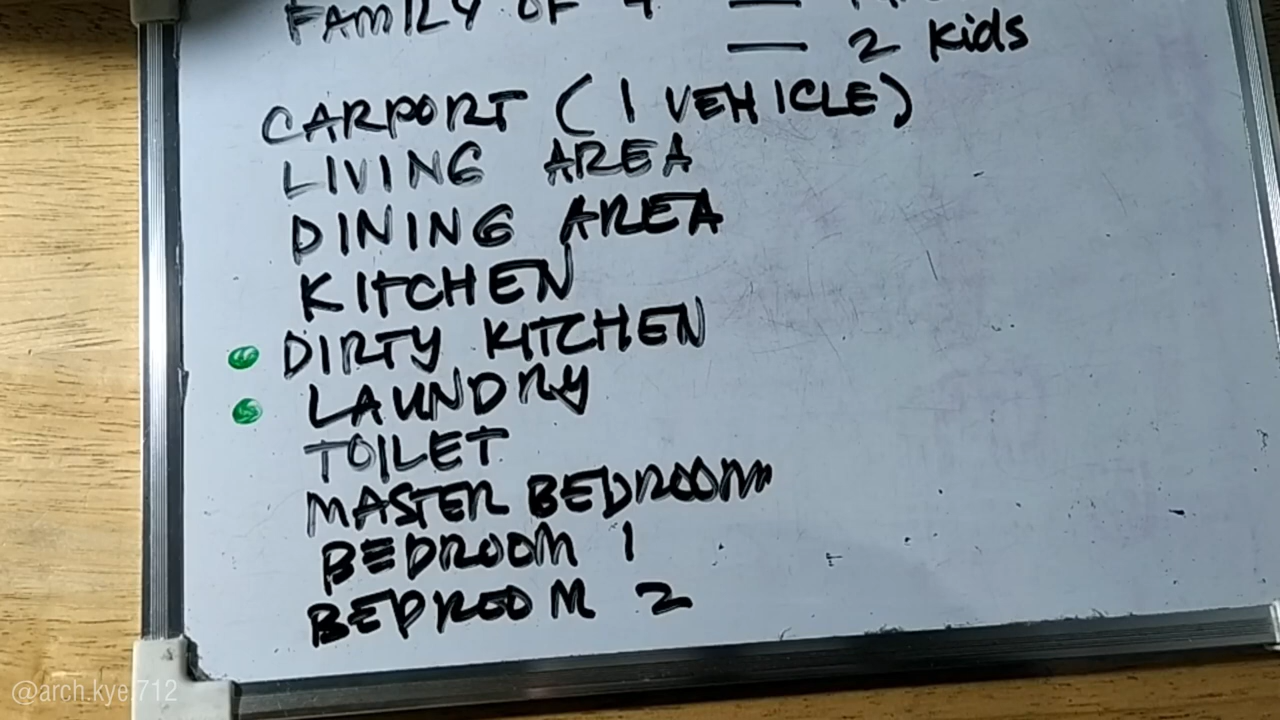 FAMILY OF 4
2 Kids
CARPORT (1 VEHICLE)
LIVING AREA
DINING AREA
KITCHEN
DIRTY KITCHEN
LAUNDRY
TOILET
MASTER BEDROOM
BEDROOM 1
BEDROOM 2
@arch.kye.712